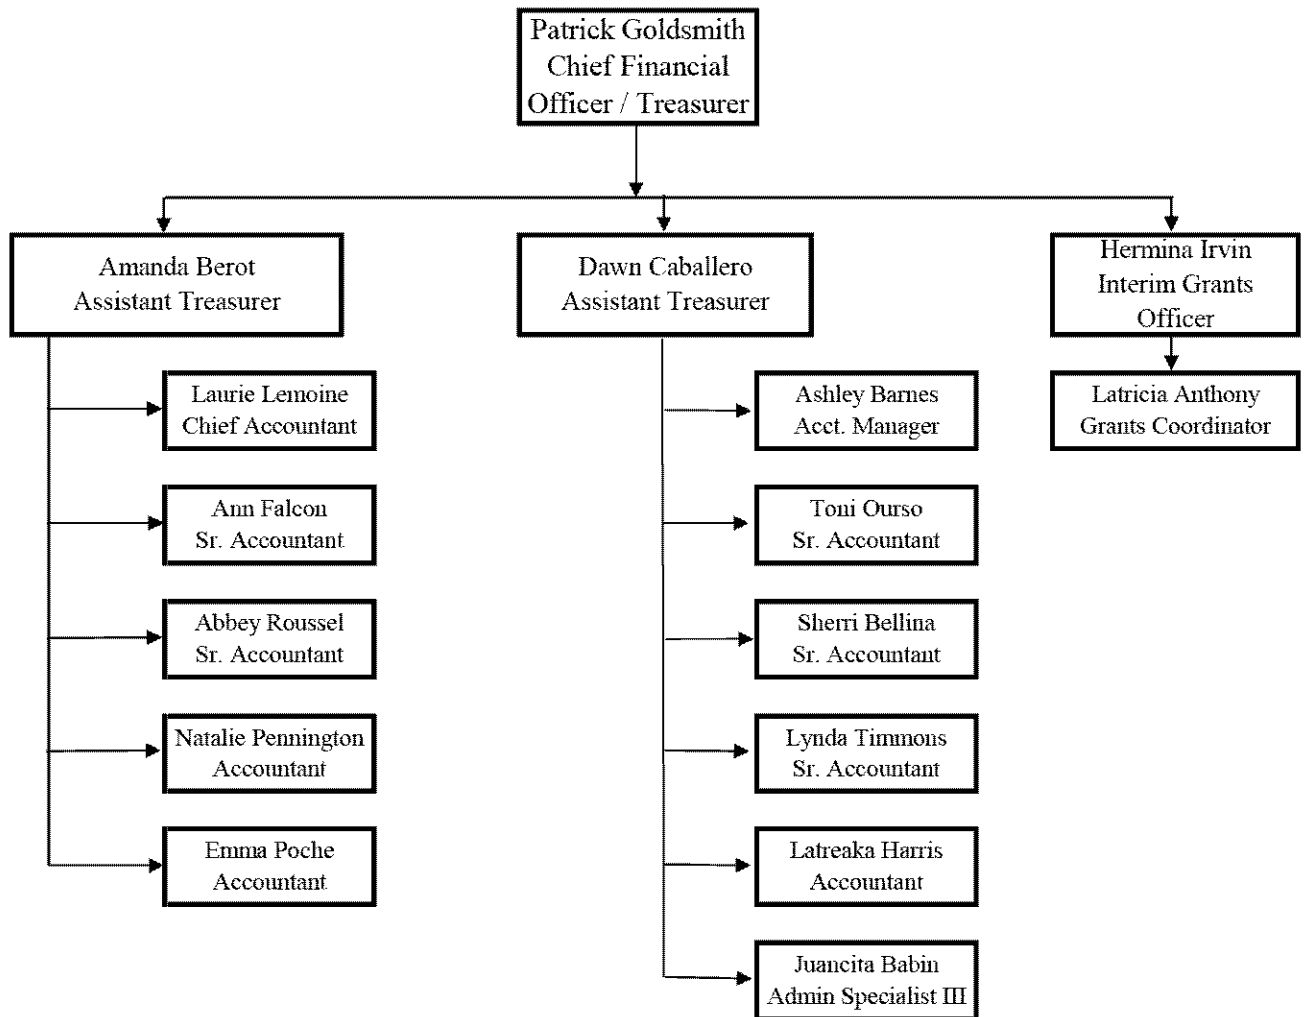 Patrick Goldsmith
Chief Financial
Officer / Treasurer
Amanda Berot
Assistant Treasurer
Dawn Caballero
Assistant Treasurer
Hermina Irvin
Interim Grants
Officer
Laurie Lemoine
Chief Accountant
Ann Falcon
Sr. Accountant
Abbey Roussel
Sr. Accountant
Natalie Pennington
Accountant
Emma Poche
Accountant
Ashley Barnes
Acct. Manager
Toni Ourso
Sr. Accountant
Sherri Bellina
Sr. Accountant
Lynda Timmons
Sr. Accountant
Latreaka Harris
Accountant
Juancita Babin
Admin Specialist III
Latricia Anthony
Grants Coordinator